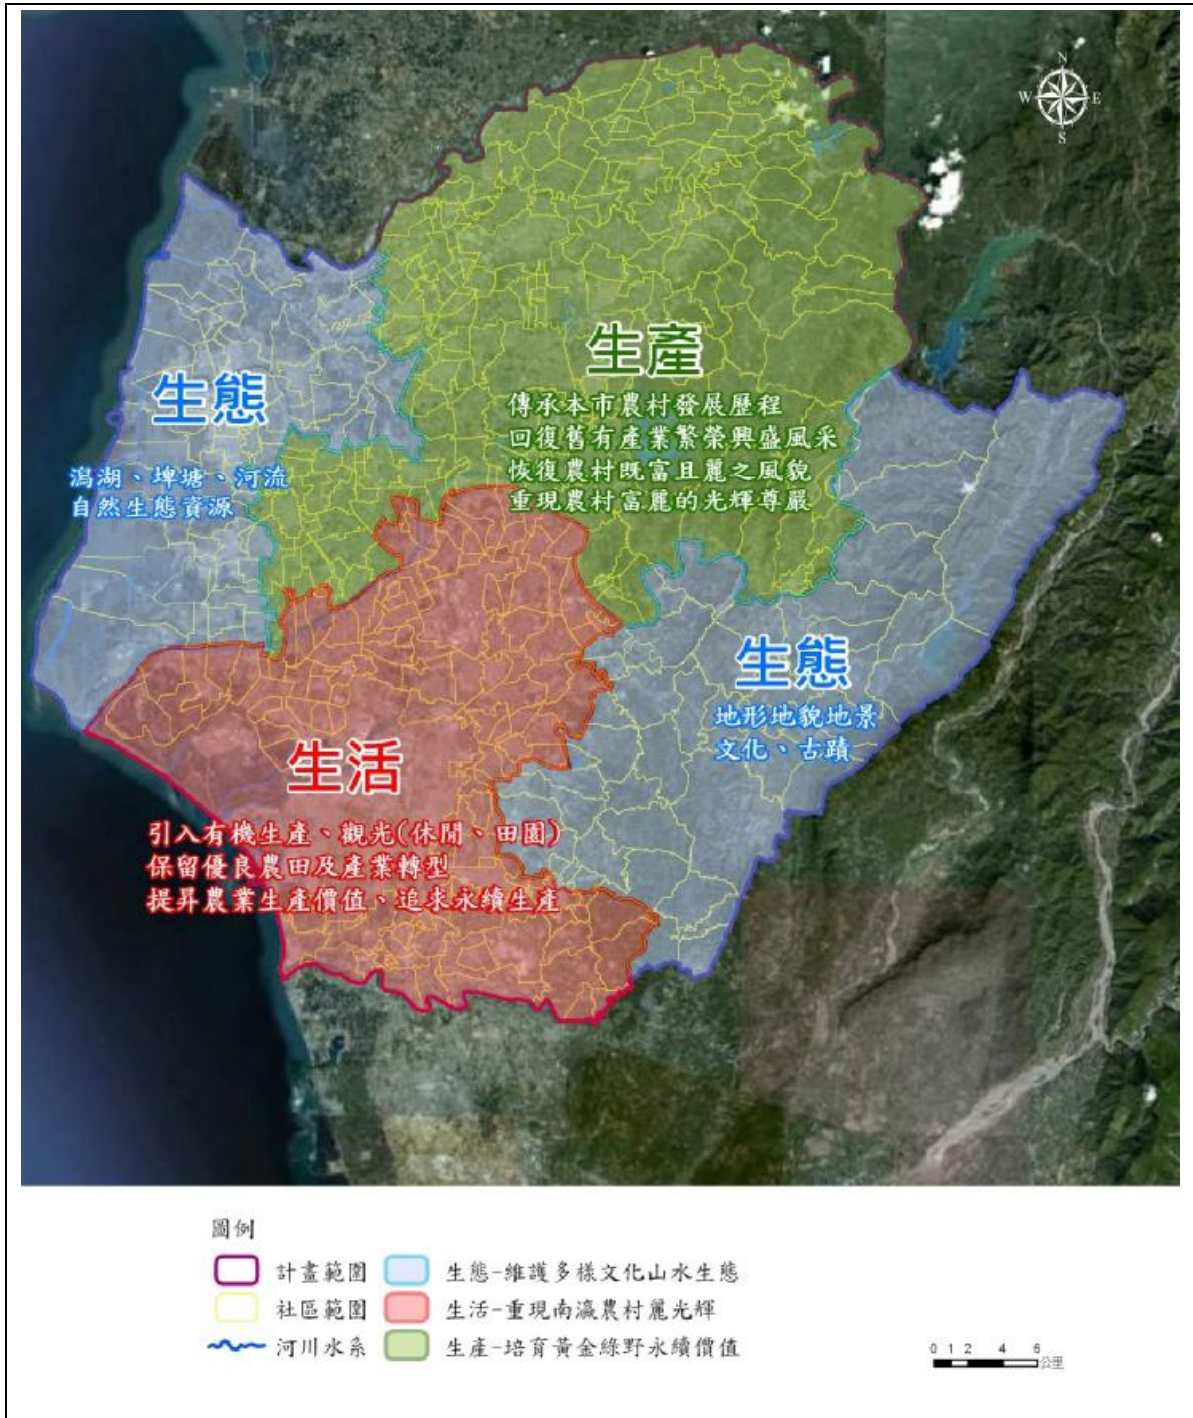 N
W E
S
生產
傳承本市農村發展歷程
回復舊有產業繁榮興盛風采
恢復農村既富且麗之風貌
重現農村富麗的光輝尊嚴
生態
潟湖、埤塘、河流
自然生態資源
生態
地形地貌地景
文化、古蹟
生活
引入有機生產、觀光(休閒、田園)
保留優良農田及產業轉型
提昇農業生產價值、追求永續生產
圖例
計畫範圍
生態-維護多樣文化山水生態
社區範圍
生活-重現南瀛農村麗光輝
河川水系
生產-培育黃金綠野永續價值
0 1 2 4 6
公里